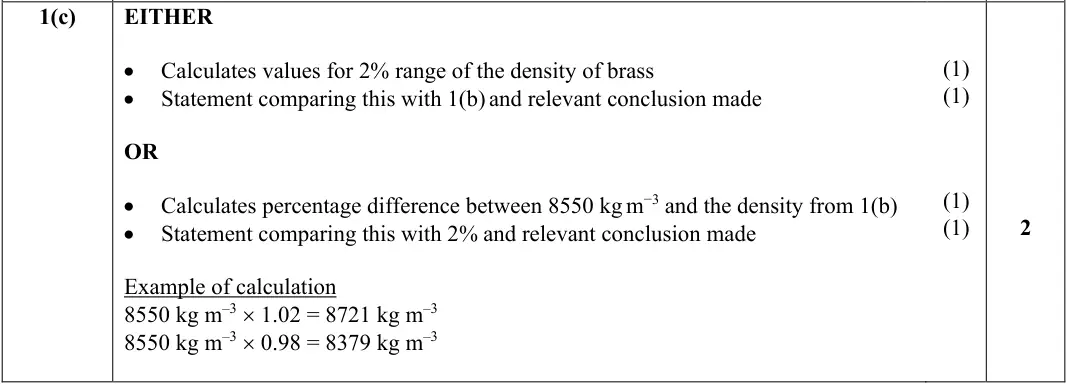 1(c) EITHER
• Calculates values for 2% range of the density of brass (1)
• Statement comparing this with 1(b) and relevant conclusion made (1)
OR
• Calculates percentage difference between 8550 kg m⁻³ and the density from 1(b) (1)
• Statement comparing this with 2% and relevant conclusion made (1) 2
Example of calculation
8550 kg m⁻³ × 1.02 = 8721 kg m⁻³
8550 kg m⁻³ × 0.98 = 8379 kg m⁻³